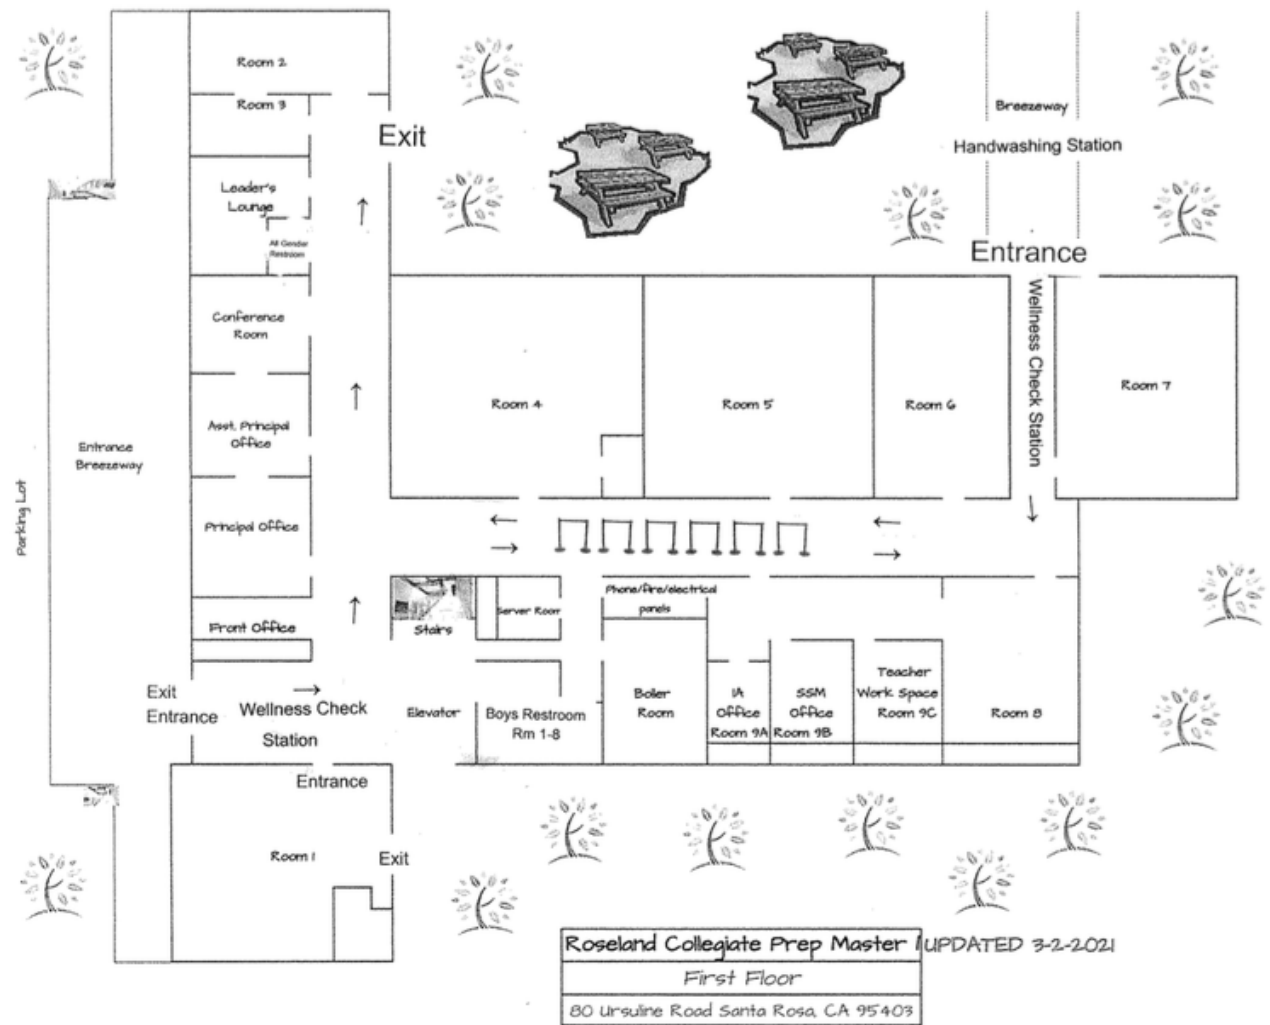 Room 2
Room 3
Exit
Breezeway
Handwashing Station
Leader's
Lounge
All Gender
Restroom
Entrance
Wellness Check Station
Conference
Room
Room 4
Room 5
Room 6
Room 7
Asst. Principal
Office
Entrance
Breezeway
Parking Lot
Principal Office
Front Office
Stairs
Server Room
Phone/fire/electrical
panels
Exit
Entrance
Wellness Check
Station
Elevator
Boys Restroom
Rm 1-8
Boiler
Room
IA
Office
Room 9A
SSM
Office
Room 9B
Teacher
Work Space
Room 9C
Room 8
Entrance
Room 1
Exit
Roseland Collegiate Prep Master / UPDATED 3-2-2021
First Floor
80 Ursuline Road Santa Rosa, CA 95403